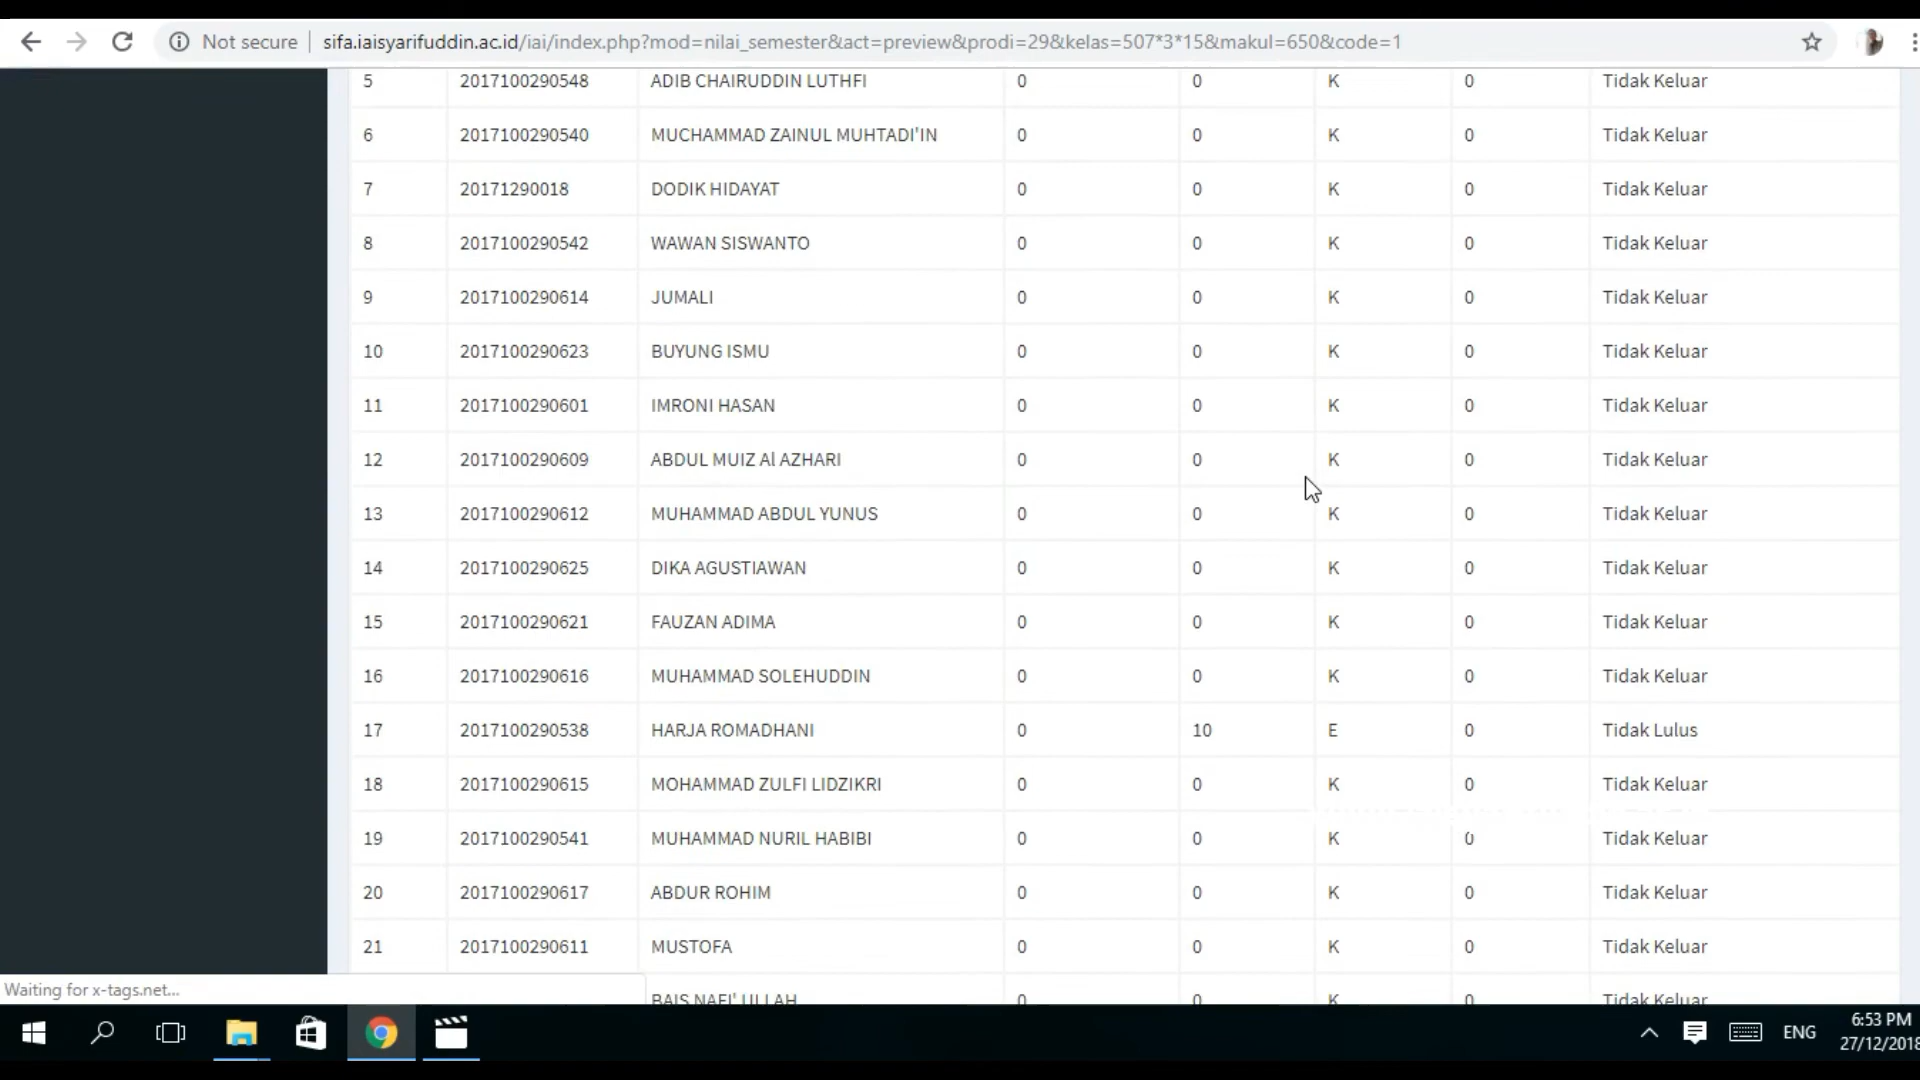 Not secure sifa.iaisyarifuddin.ac.id/iai/index.php?mod=nilai_semester&act=preview&prodi=29&kelas=507*3*15&makul=650&code=1
5 2017100290548 ADIB CHAIRUDDIN LUTHFI 0 0 K 0 Tidak Keluar
6 2017100290540 MUCHAMMAD ZAINUL MUHTADI'IN 0 0 K 0 Tidak Keluar
7 20171290018 DODIK HIDAYAT 0 0 K 0 Tidak Keluar
8 2017100290542 WAWAN SISWANTO 0 0 K 0 Tidak Keluar
9 2017100290614 JUMALI 0 0 K 0 Tidak Keluar
10 2017100290623 BUYUNG ISMU 0 0 K 0 Tidak Keluar
11 2017100290601 IMRONI HASAN 0 0 K 0 Tidak Keluar
12 2017100290609 ABDUL MUIZ Al AZHARI 0 0 K 0 Tidak Keluar
13 2017100290612 MUHAMMAD ABDUL YUNUS 0 0 K 0 Tidak Keluar
14 2017100290625 DIKA AGUSTIAWAN 0 0 K 0 Tidak Keluar
15 2017100290621 FAUZAN ADIMA 0 0 K 0 Tidak Keluar
16 2017100290616 MUHAMMAD SOLEHUDDIN 0 0 K 0 Tidak Keluar
17 2017100290538 HARJA ROMADHANI 0 10 E 0 Tidak Lulus
18 2017100290615 MOHAMMAD ZULFI LIDZIKRI 0 0 K 0 Tidak Keluar
19 2017100290541 MUHAMMAD NURIL HABIBI 0 0 K 0 Tidak Keluar
20 2017100290617 ABDUR ROHIM 0 0 K 0 Tidak Keluar
21 2017100290611 MUSTOFA 0 0 K 0 Tidak Keluar
BAIS NAFI' ULLAH 0 0 K 0 Tidak Keluar
Waiting for x-tags.net...
ENG
6:53 PM
27/12/2018